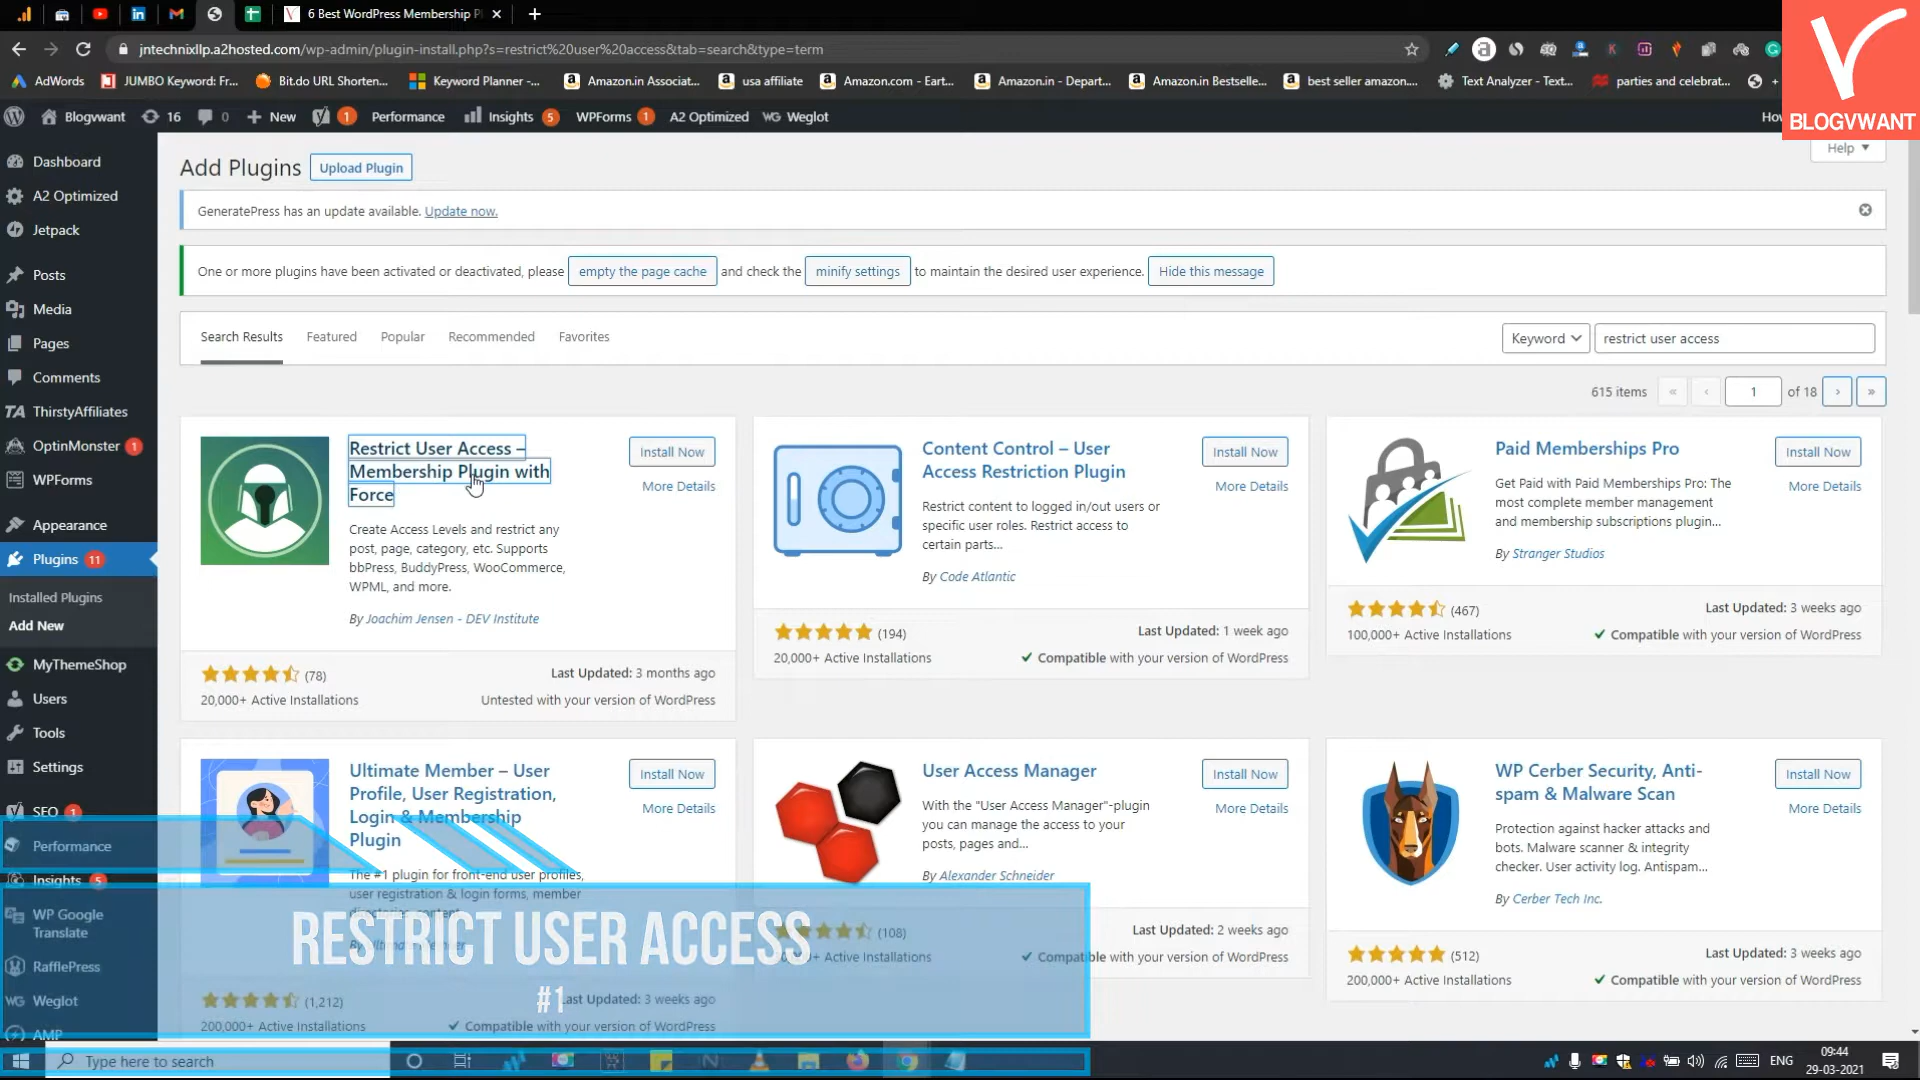 6 Best WordPress Membership P
jntechnixllp.a2hosted.com/wp-admin/plugin-install.php?s=restrict%20user%20access&tab=search&type=term
AdWords
JUMBO Keyword: Fr...
Bit.do URL Shorten...
Keyword Planner -...
Amazon.in Associat...
usa affiliate
Amazon.com - Eart...
Amazon.in - Depart...
Amazon.in Bestselle...
best seller amazon....
Text Analyzer - Text...
parties and celebrat...
BLOGVWANT
Blogvwant
16
0
New
1
Performance
Insights 5
WPForms 1
A2 Optimized
Weglot
How
Help
Dashboard
A2 Optimized
Jetpack
Posts
Media
Pages
Comments
ThirstyAffiliates
OptinMonster 1
WPForms
Appearance
Plugins 11
Installed Plugins
Add New
MyThemeShop
Users
Tools
Settings
SEO 1
Performance
Insights 5
WP Google
Translate
RafflePress
Weglot
AMP
Add Plugins
Upload Plugin
GeneratePress has an update available. Update now.
One or more plugins have been activated or deactivated, please empty the page cache and check the minify settings to maintain the desired user experience. Hide this message
Search Results
Featured
Popular
Recommended
Favorites
Keyword
restrict user access
615 items
«
‹
1
of 18
›
»
Restrict User Access –
Membership Plugin with
Force
Install Now
More Details
Create Access Levels and restrict any
post, page, category, etc. Supports
bbPress, BuddyPress, WooCommerce,
WPML, and more.
By Joachim Jensen - DEV Institute
(78)
Last Updated: 3 months ago
20,000+ Active Installations
Untested with your version of WordPress
Content Control – User
Access Restriction Plugin
Install Now
More Details
Restrict content to logged in/out users or
specific user roles. Restrict access to
certain parts...
By Code Atlantic
(194)
Last Updated: 1 week ago
20,000+ Active Installations
Compatible with your version of WordPress
Paid Memberships Pro
Install Now
More Details
Get Paid with Paid Memberships Pro: The
most complete member management
and membership subscriptions plugin...
By Stranger Studios
(467)
Last Updated: 3 weeks ago
100,000+ Active Installations
Compatible with your version of WordPress
Ultimate Member – User
Profile, User Registration,
Login & Membership
Plugin
Install Now
More Details
The #1 plugin for front-end user profiles,
user registration & login forms, member
(1,212)
Last Updated: 3 weeks ago
200,000+ Active Installations
Compatible with your version of WordPress
User Access Manager
Install Now
More Details
With the "User Access Manager"-plugin
you can manage the access to your
posts, pages and...
By Alexander Schneider
(108)
Last Updated: 2 weeks ago
Active Installations
Compatible with your version of WordPress
WP Cerber Security, Anti-
spam & Malware Scan
Install Now
More Details
Protection against hacker attacks and
bots. Malware scanner & integrity
checker. User activity log. Antispam...
By Cerber Tech Inc.
(512)
Last Updated: 3 weeks ago
200,000+ Active Installations
Compatible with your version of WordPress
RESTRICT USER ACCESS
#1
Type here to search
ENG
09:44
29-03-2021